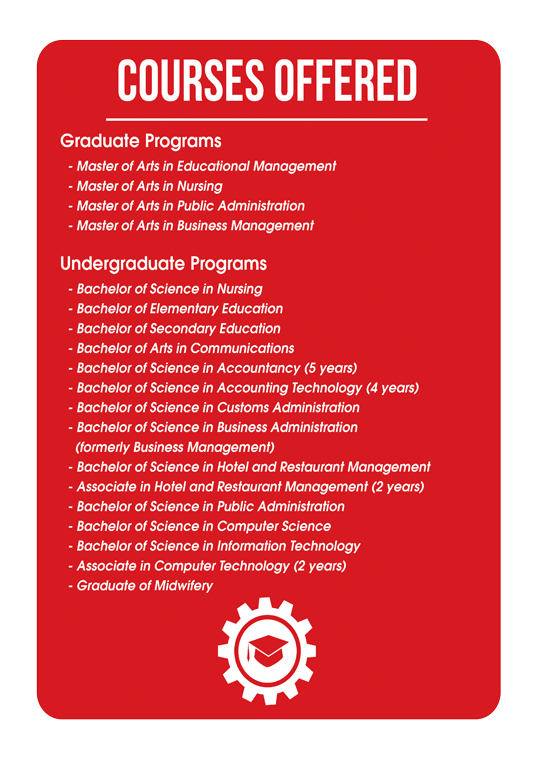 COURSES OFFERED
Graduate Programs
- Master of Arts in Educational Management
- Master of Arts in Nursing
- Master of Arts in Public Administration
- Master of Arts in Business Management
Undergraduate Programs
- Bachelor of Science in Nursing
- Bachelor of Elementary Education
- Bachelor of Secondary Education
- Bachelor of Arts in Communications
- Bachelor of Science in Accountancy (5 years)
- Bachelor of Science in Accounting Technology (4 years)
- Bachelor of Science in Customs Administration
- Bachelor of Science in Business Administration
(formerly Business Management)
- Bachelor of Science in Hotel and Restaurant Management
- Associate in Hotel and Restaurant Management (2 years)
- Bachelor of Science in Public Administration
- Bachelor of Science in Computer Science
- Bachelor of Science in Information Technology
- Associate in Computer Technology (2 years)
- Graduate of Midwifery